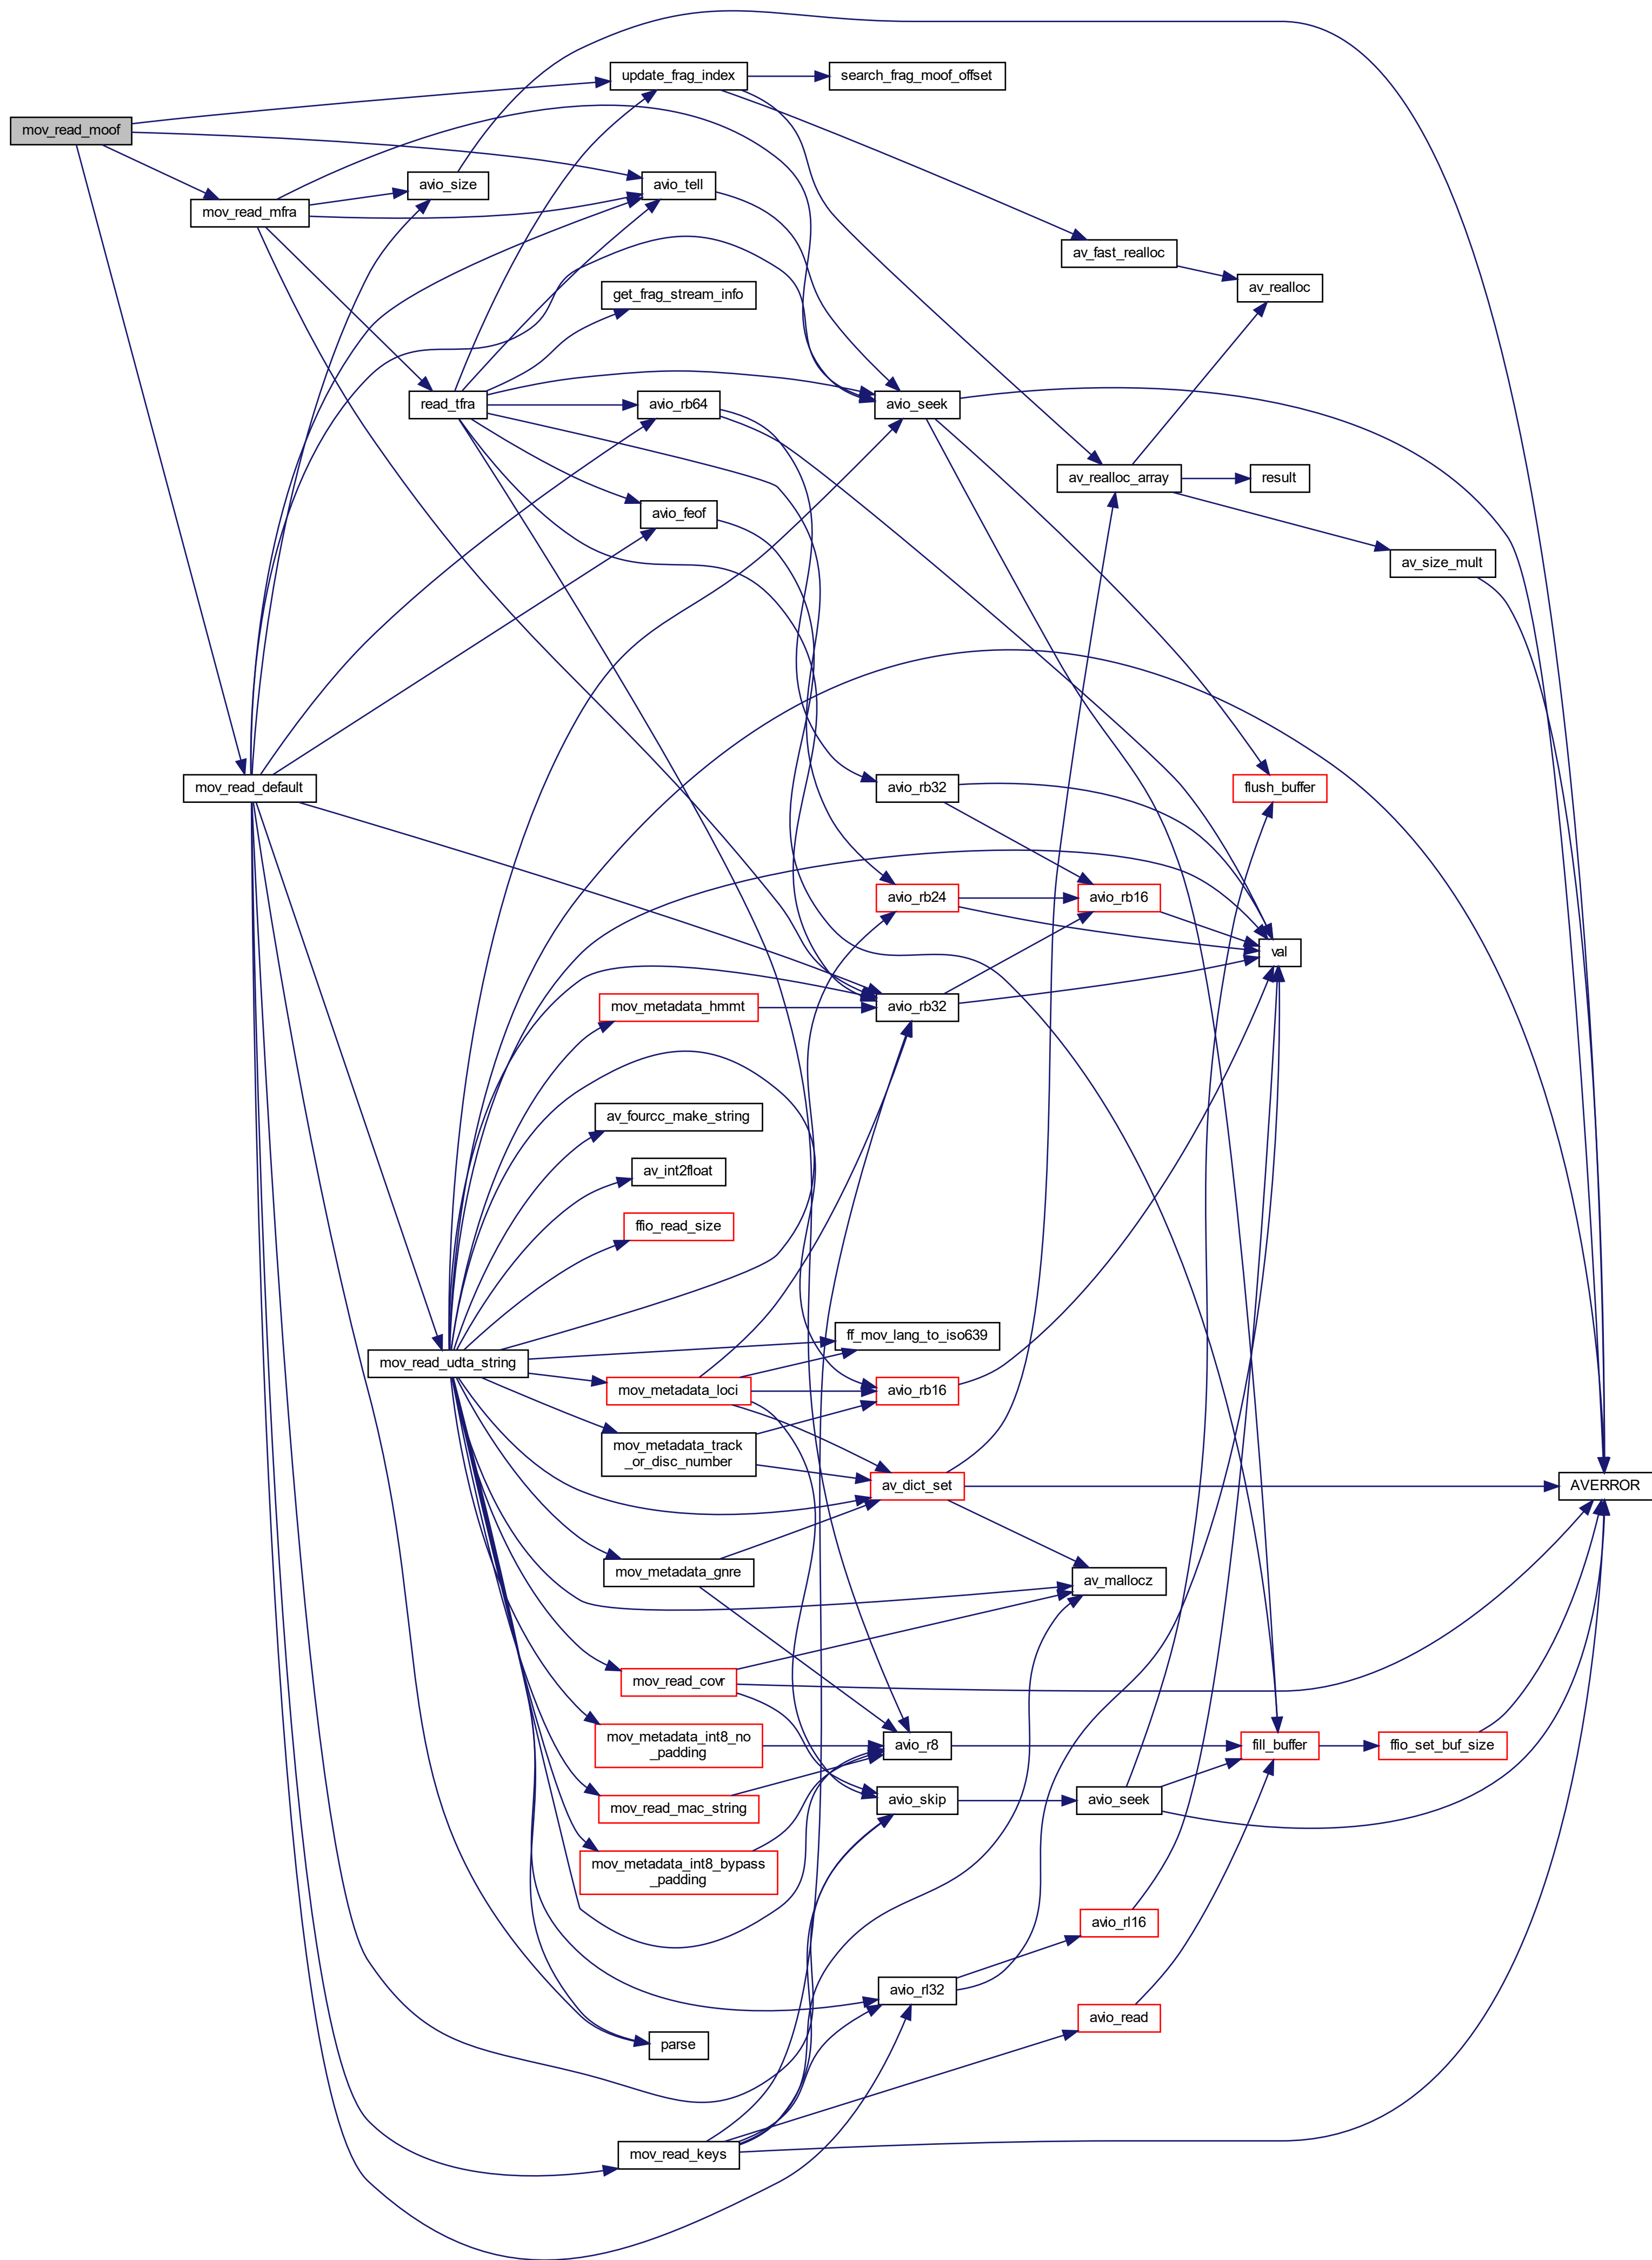 update_frag_index
search_frag_moof_offset
mov_read_moof
avio_size
avio_tell
mov_read_mfra
av_fast_realloc
av_realloc
get_frag_stream_info
read_tfra
avio_rb64
avio_seek
av_realloc_array
result
avio_feof
av_size_mult
mov_read_default
avio_rb32
flush_buffer
avio_rb24
avio_rb16
val
mov_metadata_hmmt
avio_rb32
av_fourcc_make_string
av_int2float
ffio_read_size
ff_mov_lang_to_iso639
mov_read_udta_string
mov_metadata_loci
avio_rb16
mov_metadata_track
_or_disc_number
av_dict_set
AVERROR
mov_metadata_gnre
av_mallocz
mov_read_covr
mov_metadata_int8_no
_padding
avio_r8
fill_buffer
ffio_set_buf_size
mov_read_mac_string
avio_skip
avio_seek
mov_metadata_int8_bypass
_padding
avio_rl16
avio_rl32
avio_read
parse
mov_read_keys